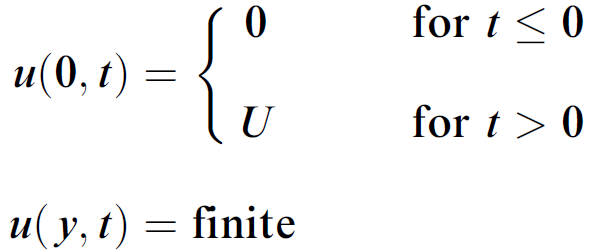 u(0, t) = { 0 for t ≤ 0
U for t > 0
u(y, t) = finite